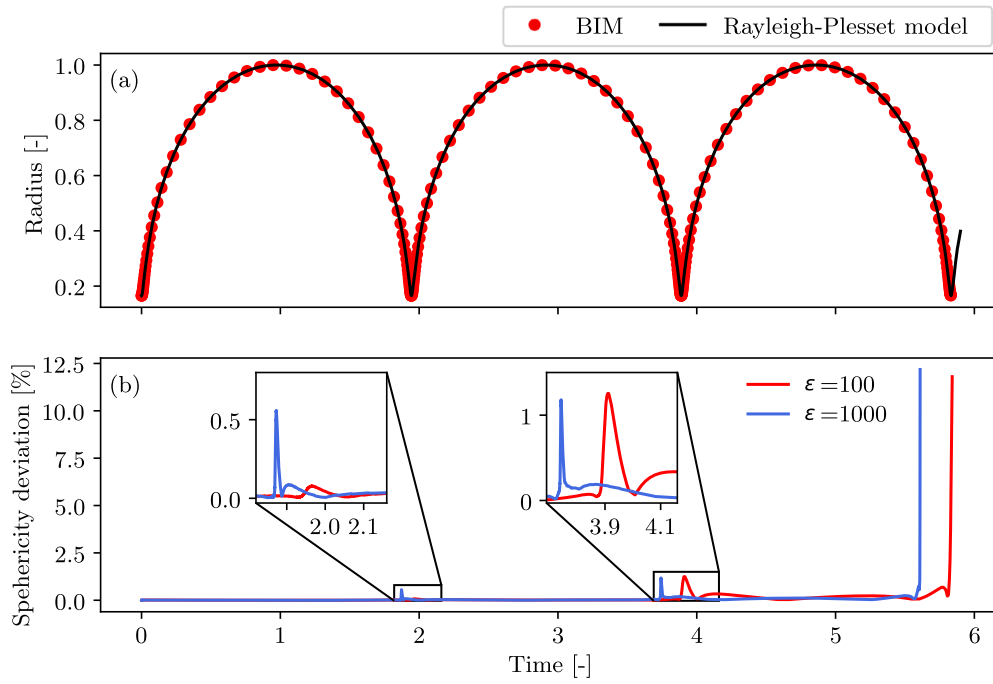 BIM Rayleigh-Plesset model
(a)
1.0
0.8
0.6
0.4
0.2
Radius [-]
(b)
12.5
10.0
7.5
5.0
2.5
0.0
Spehericity deviation [%]
0.5
0.0
2.0 2.1
1
0
3.9 4.1
ε =100
ε =1000
0 1 2 3 4 5 6
Time [-]